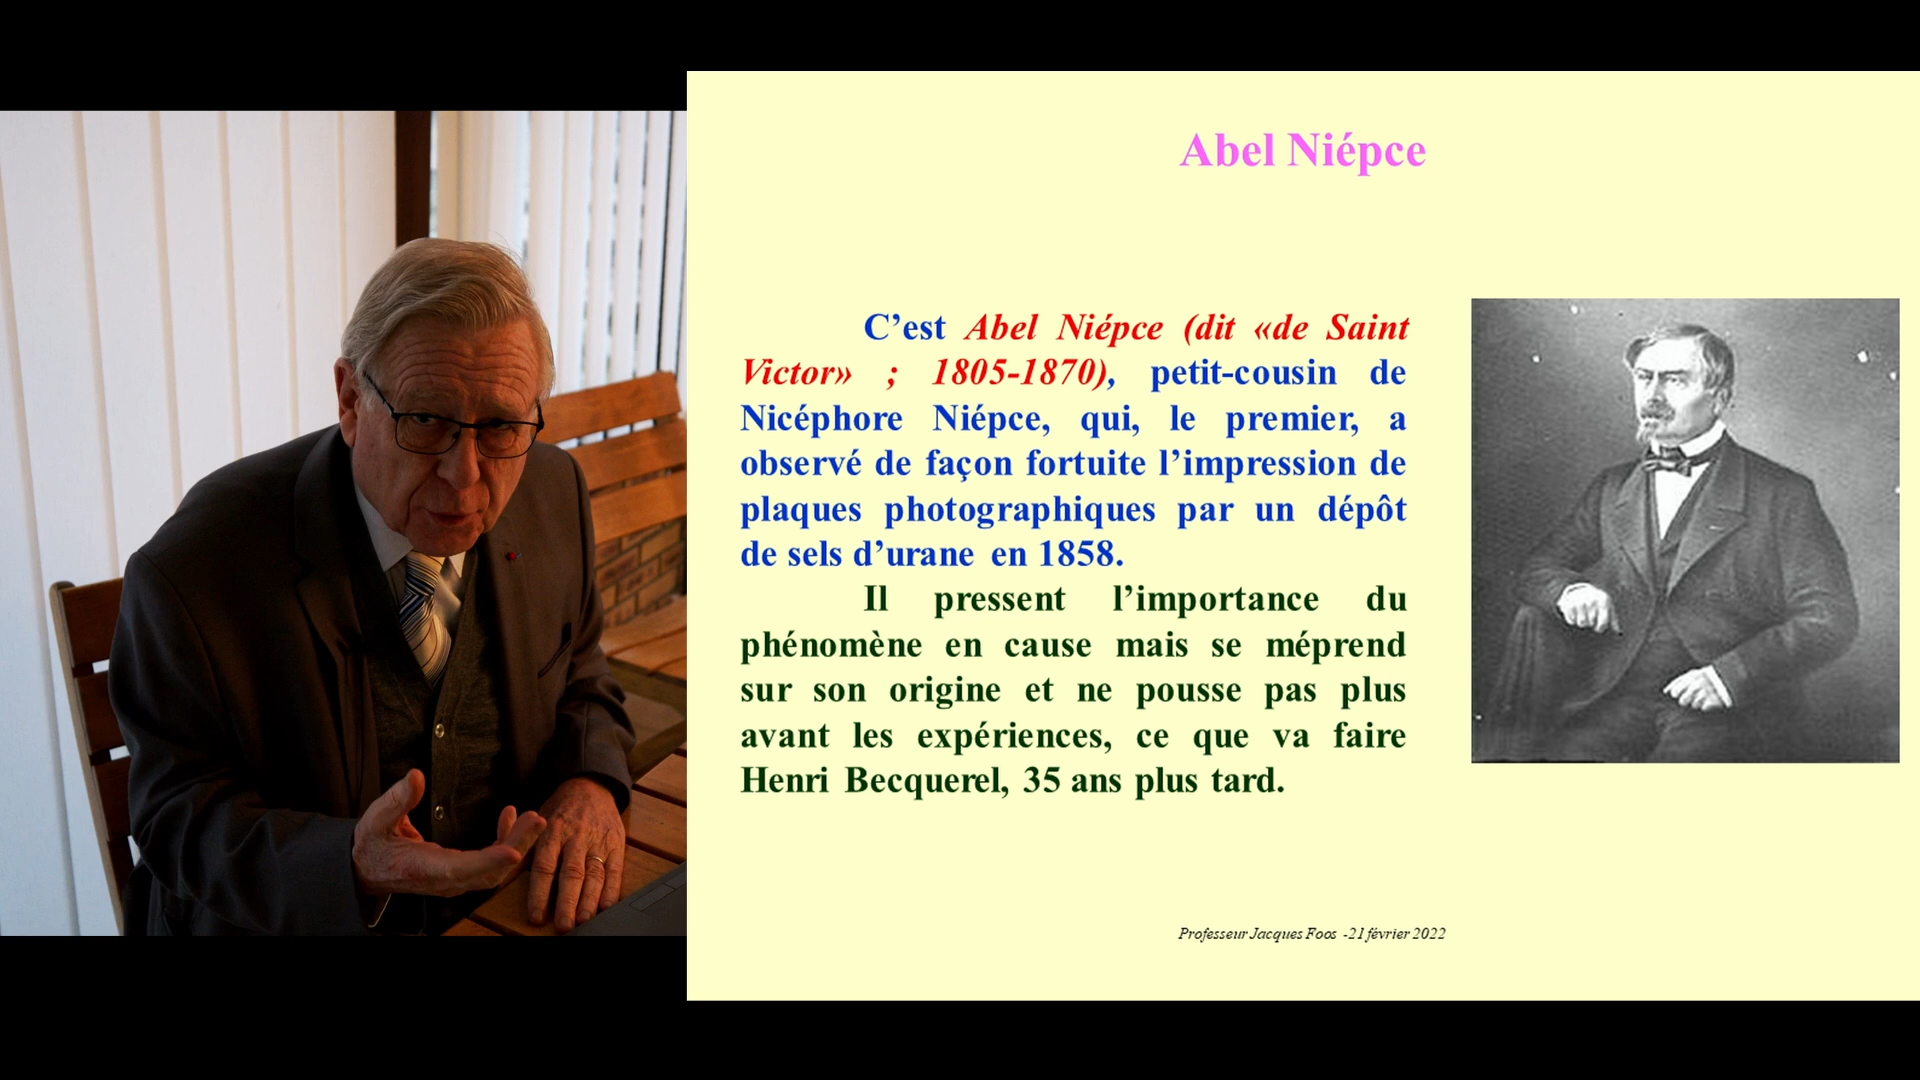 Abel Niépce
C’est Abel Niépce (dit «de Saint
Victor» ; 1805-1870), petit-cousin de
Nicéphore Niépce, qui, le premier, a
observé de façon fortuite l’impression de
plaques photographiques par un dépôt
de sels d’urane en 1858.
Il pressent l’importance du
phénomène en cause mais se méprend
sur son origine et ne pousse pas plus
avant les expériences, ce que va faire
Henri Becquerel, 35 ans plus tard.
Professeur Jacques Foos -21 février 2022